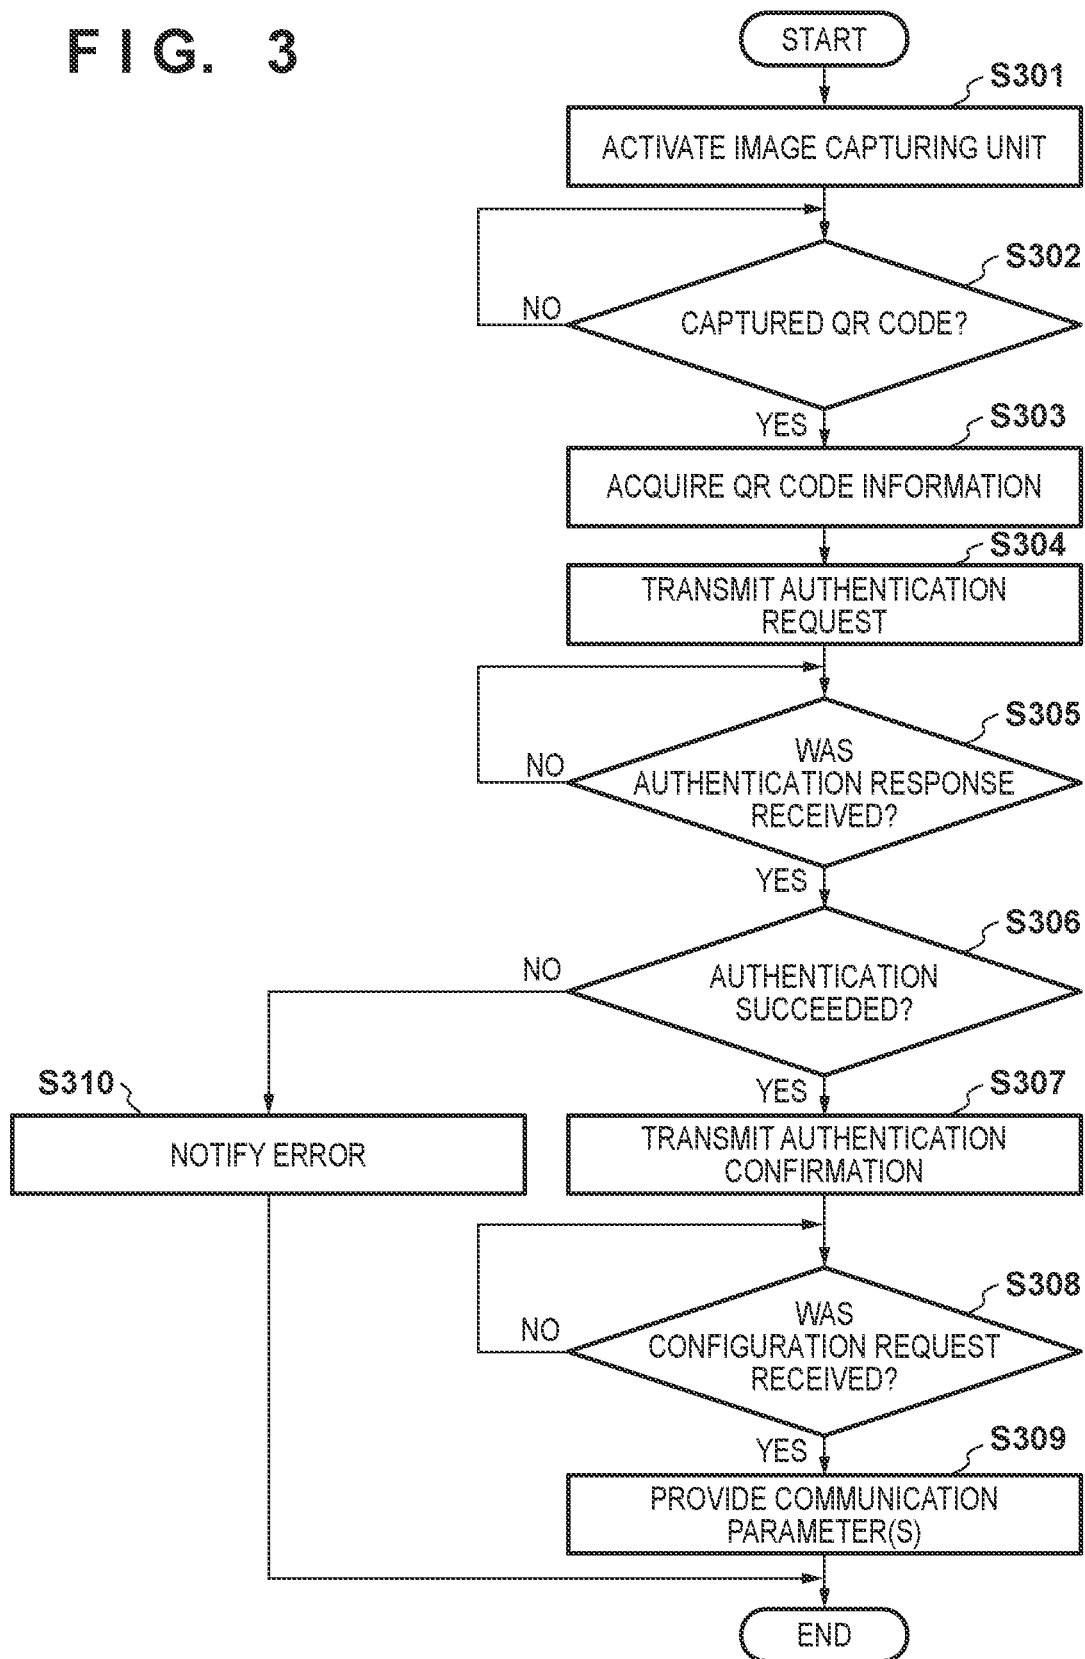 FIG. 3
START
S301
ACTIVATE IMAGE CAPTURING UNIT
S302
NO
CAPTURED QR CODE?
YES
S303
ACQUIRE QR CODE INFORMATION
S304
TRANSMIT AUTHENTICATION
REQUEST
S305
WAS
NO
AUTHENTICATION RESPONSE
RECEIVED?
YES
S306
NO
AUTHENTICATION
SUCCEEDED?
YES
S307
S310
TRANSMIT AUTHENTICATION
CONFIRMATION
NOTIFY ERROR
S308
WAS
NO
CONFIGURATION REQUEST
RECEIVED?
YES
S309
PROVIDE COMMUNICATION
PARAMETER(S)
END